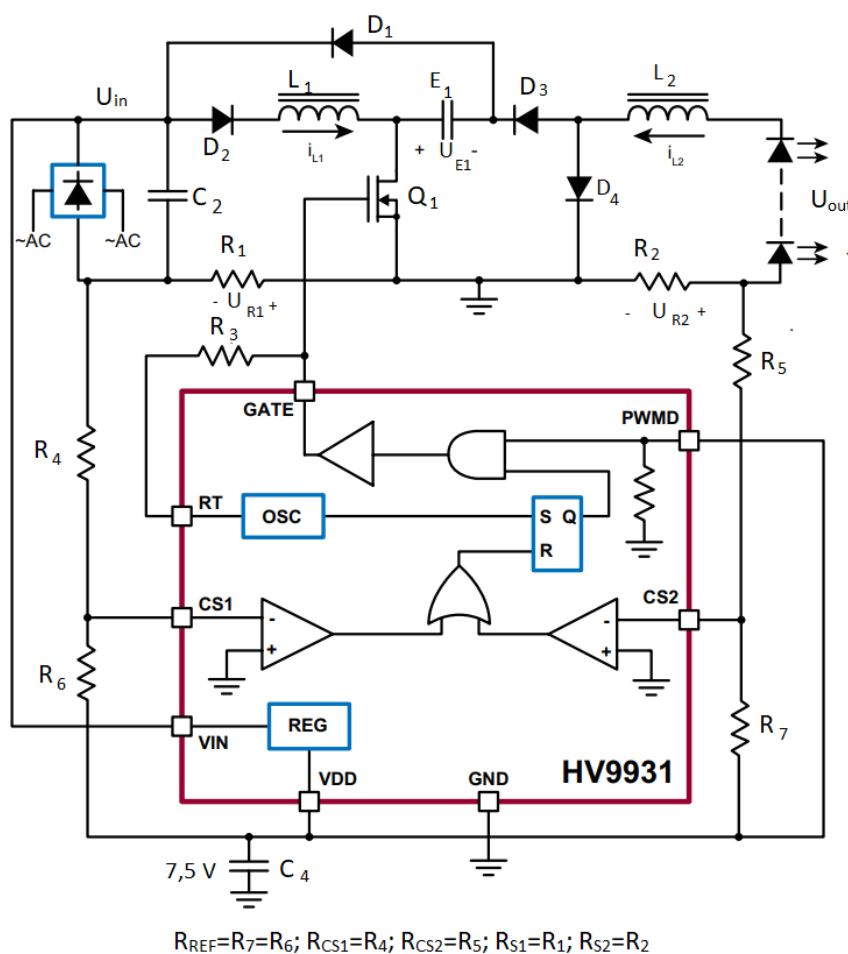 D1
L1
E1
D3
L2
Uin
D2
iL1
+ UE1 -
iL2
C2
Q1
D4
Uout
~AC
~AC
R1
R2
- UR1 +
- UR2 +
R3
R5
GATE
PWMD
R4
RT
OSC
S Q
R
CS1
CS2
-
+
-
+
R6
REG
VIN
R7
VDD
GND
HV9931
7,5 V
C4
RREF=R7=R6; RCS1=R4; RCS2=R5; RS1=R1; RS2=R2